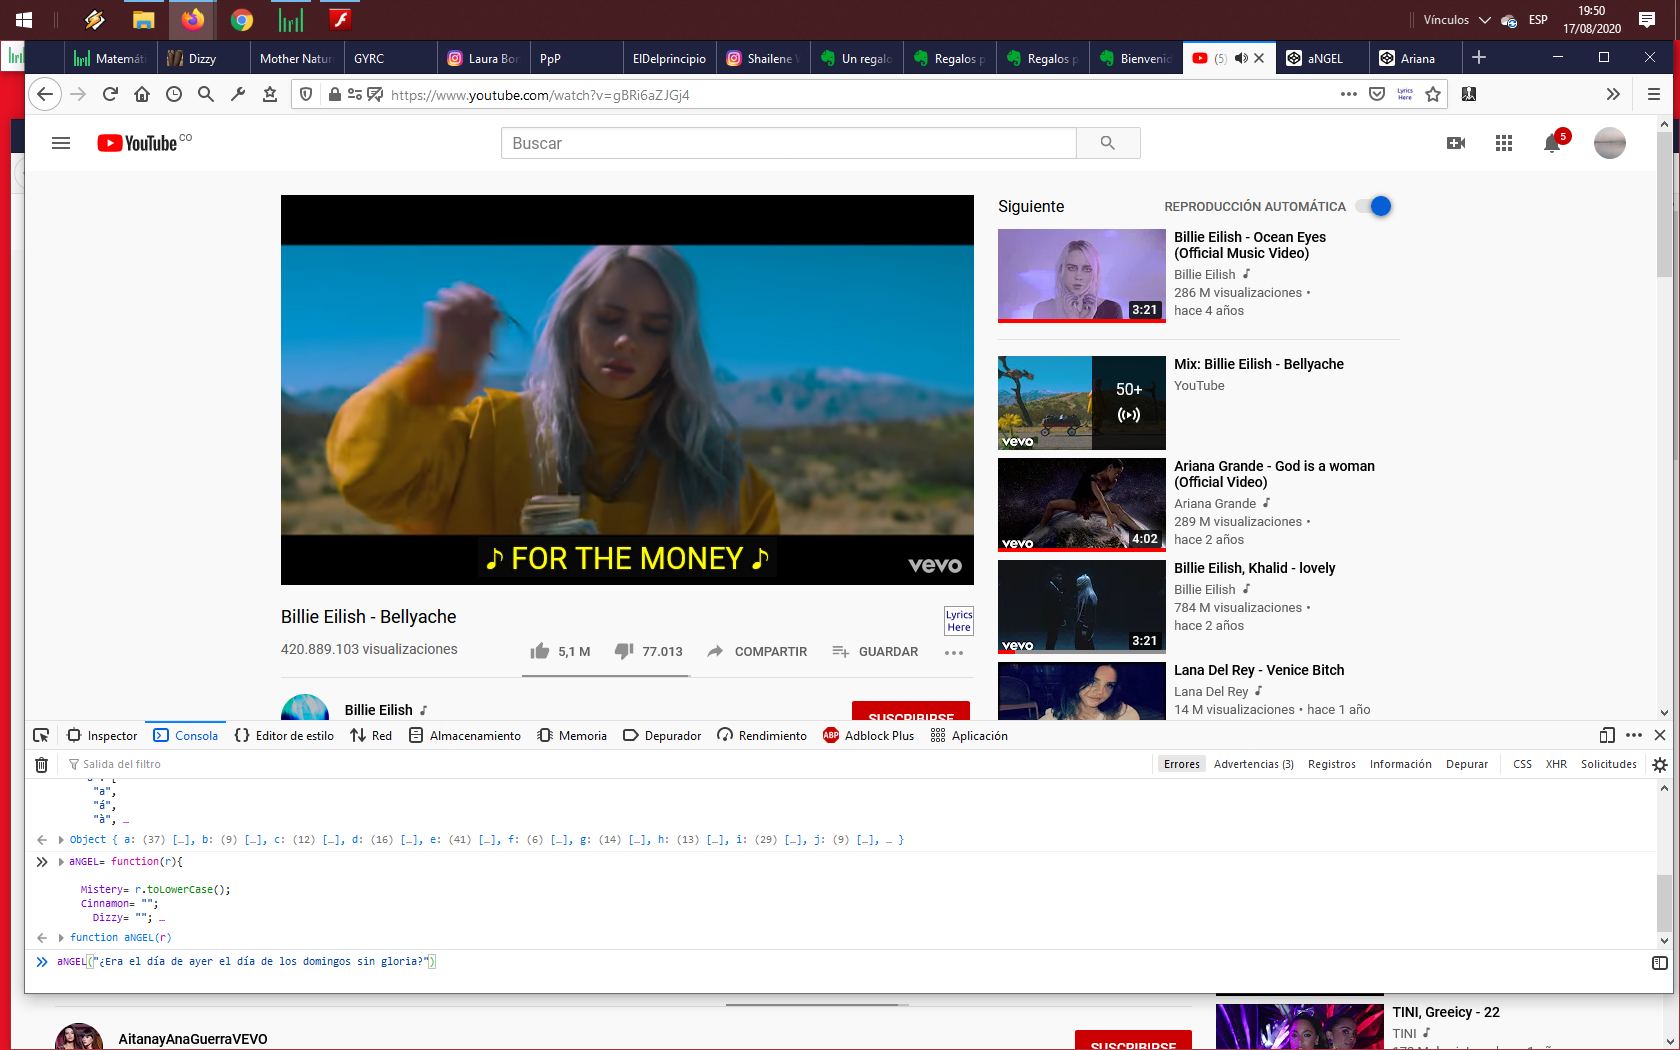 Vínculos
ESP
19:50
17/08/2020
Matemáti
Dizzy
Mother Natur
GYRC
Laura Bor
PpP
ElDelprincipio
Shailene
Un regalo
Regalos p
Regalos p
Bienvenid
(5)
aNGEL
Ariana
https://www.youtube.com/watch?v=gBRi6aZJGj4
Lyrics
Here
YouTube CO
Buscar
5
♪ FOR THE MONEY ♪
vevo
Billie Eilish - Bellyache
Lyrics
Here
420.889.103 visualizaciones
5,1 M
77.013
COMPARTIR
GUARDAR
Billie Eilish
SUSCRIBIRSE
Siguiente
REPRODUCCIÓN AUTOMÁTICA
3:21
Billie Eilish - Ocean Eyes
(Official Music Video)
Billie Eilish
286 M visualizaciones •
hace 4 años
50+
vevo
Mix: Billie Eilish - Bellyache
YouTube
vevo
4:02
Ariana Grande - God is a woman
(Official Video)
Ariana Grande
289 M visualizaciones •
hace 2 años
vevo
3:21
Billie Eilish, Khalid - lovely
Billie Eilish
784 M visualizaciones •
hace 2 años
Lana Del Rey - Venice Bitch
Lana Del Rey
14 M visualizaciones • hace 1 año
Inspector
Consola
Editor de estilo
Red
Almacenamiento
Memoria
Depurador
Rendimiento
ABP
Adblock Plus
Aplicación
Salida del filtro
Errores
Advertencias (3)
Registros
Información
Depurar
CSS
XHR
Solicitudes
"a",
"á",
"à", …
Object { a: (37) […], b: (9) […], c: (12) […], d: (16) […], e: (41) […], f: (6) […], g: (14) […], h: (13) […], i: (29) […], j: (9) […], … }
aNGEL= function(r){
Mistery= r.toLowerCase();
Cinnamon= "";
Dizzy= ""; …
function aNGEL(r)
aNGEL("¿Era el día de ayer el día de los domingos sin gloria?")
AitanayAnaGuerraVEVO
SUSCRIBIRSE
TINI, Greeicy - 22
TINI